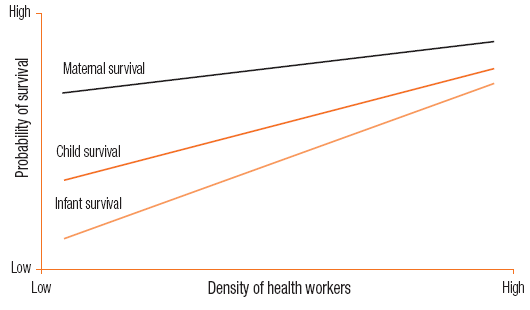 High
Probability of survival
Maternal survival
Child survival
Infant survival
Low
Low
Density of health workers
High